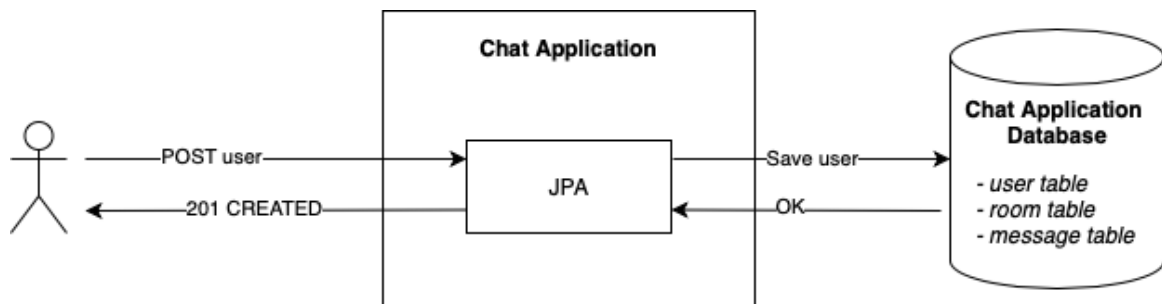 Chat Application
POST user
201 CREATED
JPA
Save user
OK
Chat Application
Database
- user table
- room table
- message table